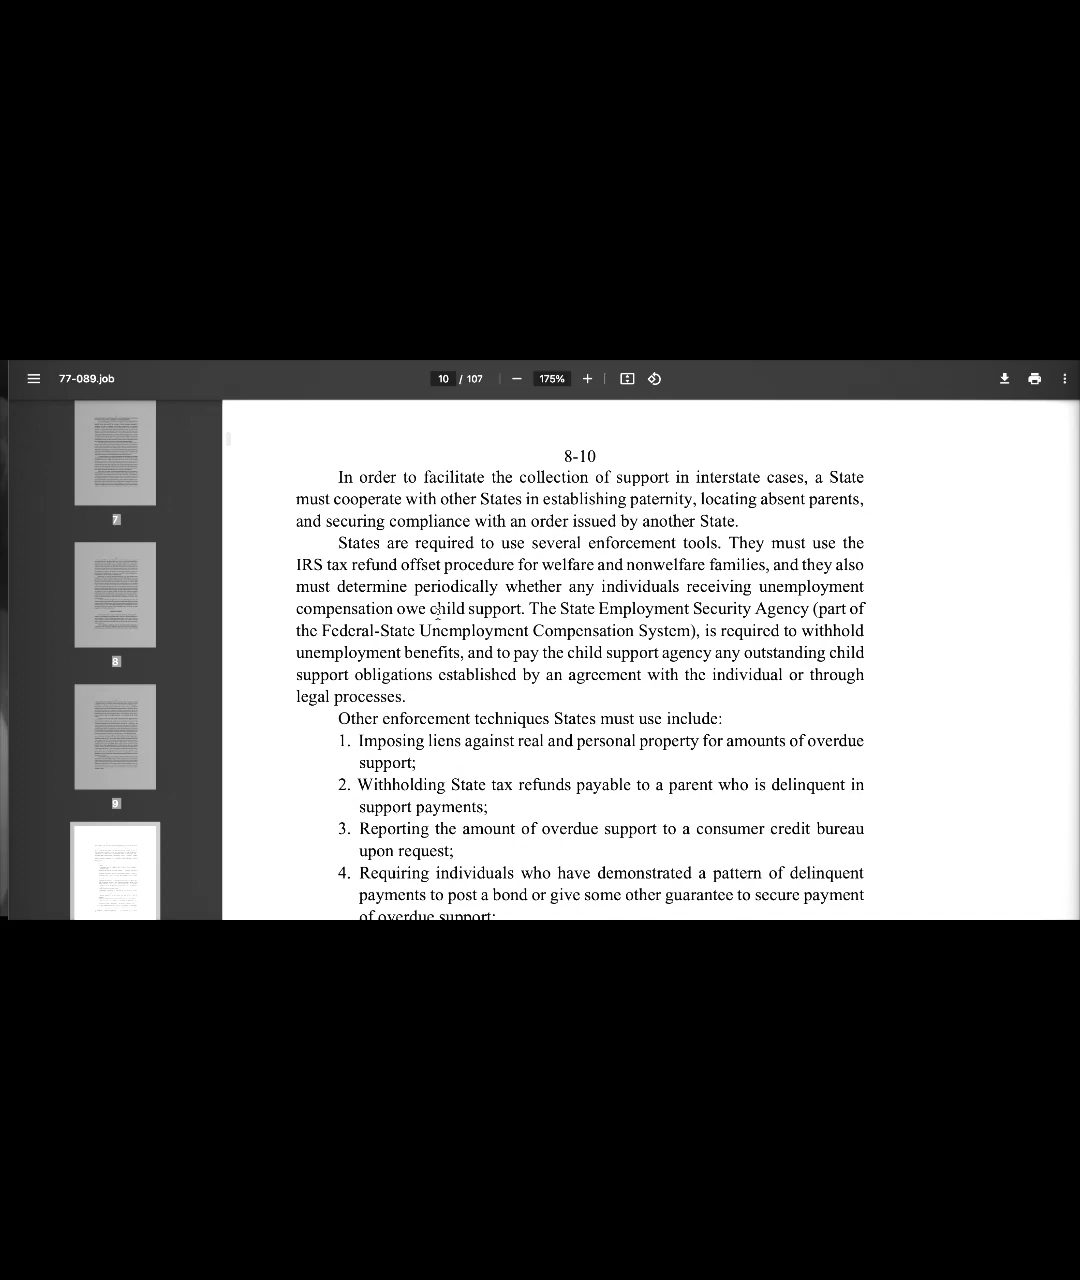 77-089.job
10 / 107
175%
7
8
9
8-10
In order to facilitate the collection of support in interstate cases, a State
must cooperate with other States in establishing paternity, locating absent parents,
and securing compliance with an order issued by another State.
States are required to use several enforcement tools. They must use the
IRS tax refund offset procedure for welfare and nonwelfare families, and they also
must determine periodically whether any individuals receiving unemployment
compensation owe child support. The State Employment Security Agency (part of
the Federal-State Unemployment Compensation System), is required to withhold
unemployment benefits, and to pay the child support agency any outstanding child
support obligations established by an agreement with the individual or through
legal processes.
Other enforcement techniques States must use include:
1. Imposing liens against real and personal property for amounts of overdue
support;
2. Withholding State tax refunds payable to a parent who is delinquent in
support payments;
3. Reporting the amount of overdue support to a consumer credit bureau
upon request;
4. Requiring individuals who have demonstrated a pattern of delinquent
payments to post a bond or give some other guarantee to secure payment
of overdue support;